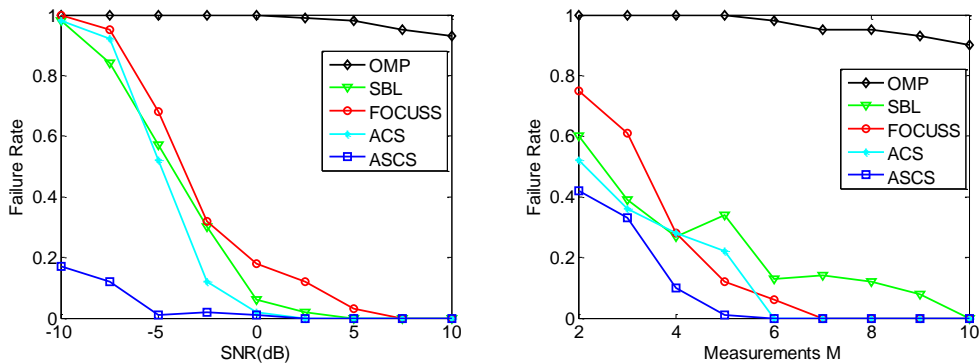 1
0.8
0.6
0.4
0.2
0
Failure Rate
-10
-5
0
5
10
SNR(dB)
OMP
SBL
FOCUSS
ACS
ASCS
1
0.8
0.6
0.4
0.2
0
Failure Rate
2
4
6
8
10
Measurements M
OMP
SBL
FOCUSS
ACS
ASCS